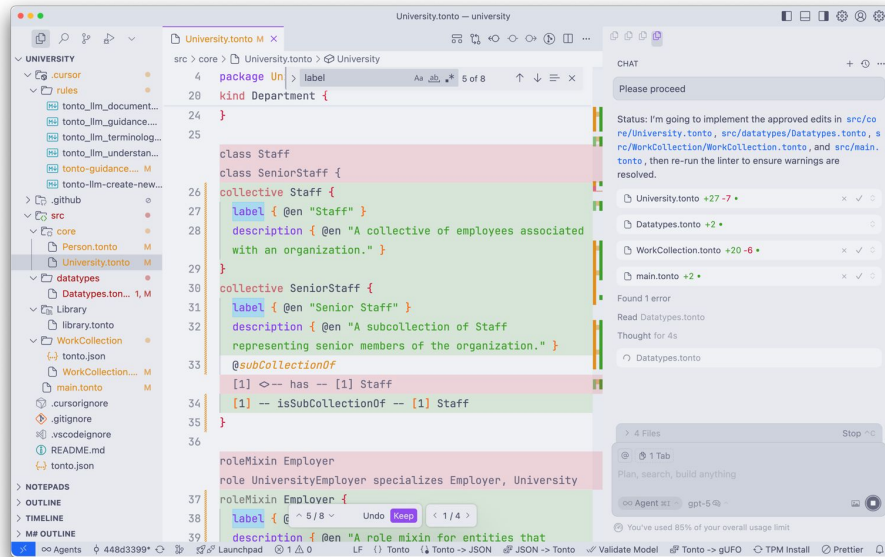 University.tonto — university
UNIVERSITY
.cursor
rules
tonto_llm_document...
tonto_llm_guidance....
tonto_llm_terminolog...
tonto_llm_understan...
tonto-guidance.... M
tonto-llm-create-new...
.github
src
core
Person.tonto M
University.tonto M
datatypes
Datatypes.ton... 1, M
Library
library.tonto
WorkCollection
tonto.json
WorkCollection.... M
main.tonto M
.cursorignore
.gitignore
.vscodeignore
README.md
tonto.json
NOTEPADS
OUTLINE
TIMELINE
M# OUTLINE
University.tonto M
src > core > University.tonto > University
label Aa ab .* 5 of 8
4 package Un
20 kind Department {
24 }
25
class Staff
class SeniorStaff {
26 collective Staff {
27 label { @en "Staff" }
28 description { @en "A collective of employees associated
with an organization." }
29 }
30 collective SeniorStaff {
31 label { @en "Senior Staff" }
32 description { @en "A subcollection of Staff
representing senior members of the organization." }
33 @subCollectionOf
[1] <>-- has -- [1] Staff
34 [1] -- isSubCollectionOf -- [1] Staff
35 }
36
roleMixin Employer
role UniversityEmployer specializes Employer, University
37 roleMixin Employer {
38 label { @
39 description { @en "A role mixin for entities that
5 / 8 Undo Keep 1 / 4
CHAT
Please proceed
Status: I'm going to implement the approved edits in src/co
re/University.tonto, src/datatypes/Datatypes.tonto, s
rc/WorkCollection/WorkCollection.tonto, and src/main.
tonto, then re-run the linter to ensure warnings are
resolved.
University.tonto +27 -7
Datatypes.tonto +2
WorkCollection.tonto +20 -6
main.tonto +2
Found 1 error
Read Datatypes.tonto
Thought for 4s
Datatypes.tonto
4 Files Stop ^C
@ 1 Tab
Plan, search, build anything
Agent ⌘I gpt-5
You've used 85% of your overall usage limit
Agents 448d3399* Launchpad 1 0 LF {} Tonto Tonto -> JSON JSON -> Tonto Validate Model Tonto -> gUFO TPM Install Prettier